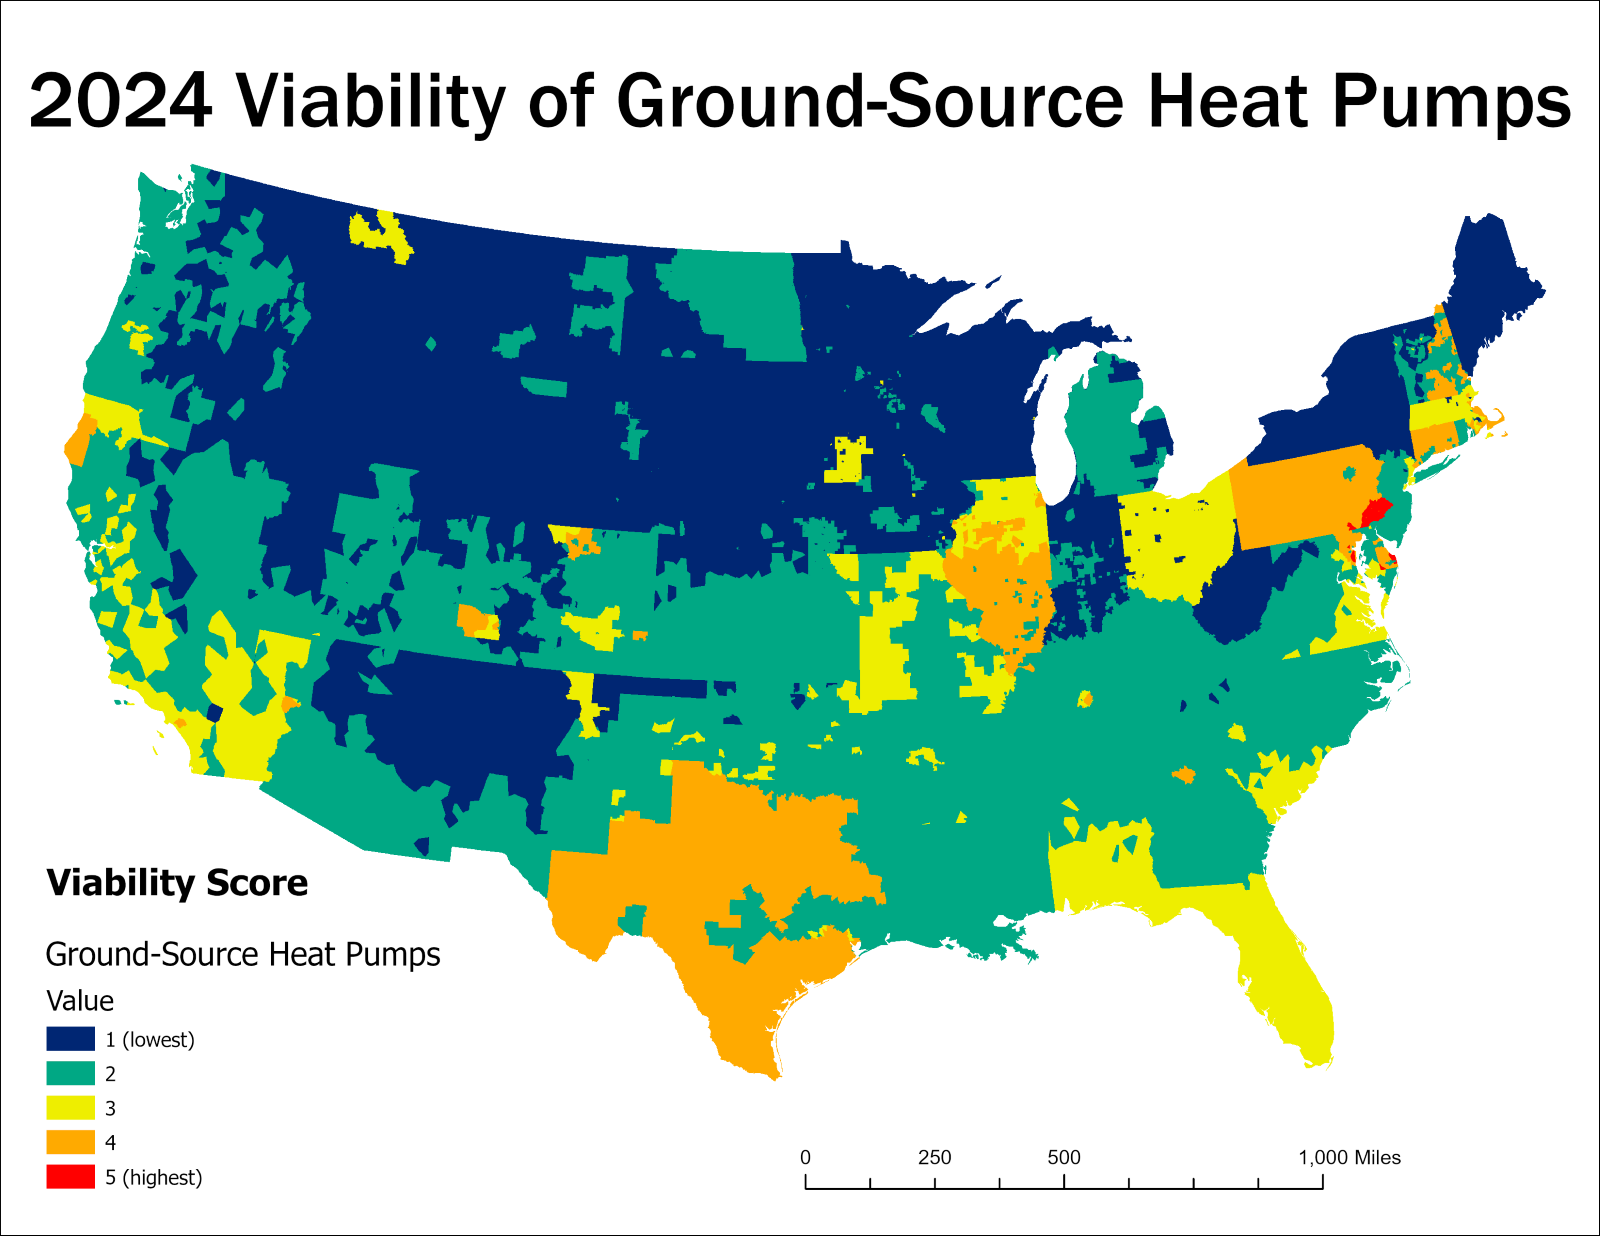 2024 Viability of Ground-Source Heat Pumps
Viability Score
Ground-Source Heat Pumps
Value
1 (lowest)
2
3
4
5 (highest)
0 250 500 1,000 Miles